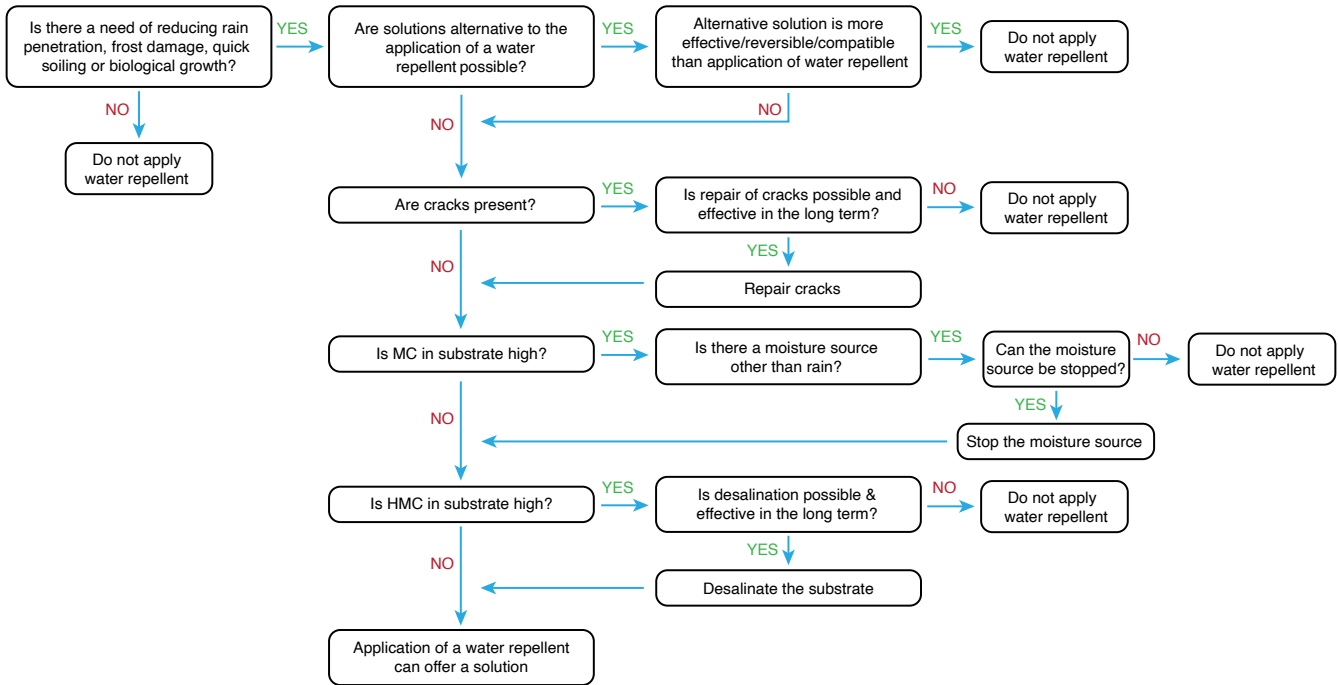 Is there a need of reducing rain
penetration, frost damage, quick
soiling or biological growth?
YES
Are solutions alternative to the
application of a water
repellent possible?
YES
Alternative solution is more
effective/reversible/compatible
than application of water repellent
YES
Do not apply
water repellent
NO
NO
NO
Do not apply
water repellent
Are cracks present?
YES
Is repair of cracks possible and
effective in the long term?
NO
Do not apply
water repellent
NO
YES
Repair cracks
Is MC in substrate high?
YES
Is there a moisture source
other than rain?
YES
Can the moisture
source be stopped?
NO
Do not apply
water repellent
NO
YES
Stop the moisture source
Is HMC in substrate high?
YES
Is desalination possible &
effective in the long term?
NO
Do not apply
water repellent
NO
YES
Desalinate the substrate
Application of a water repellent
can offer a solution